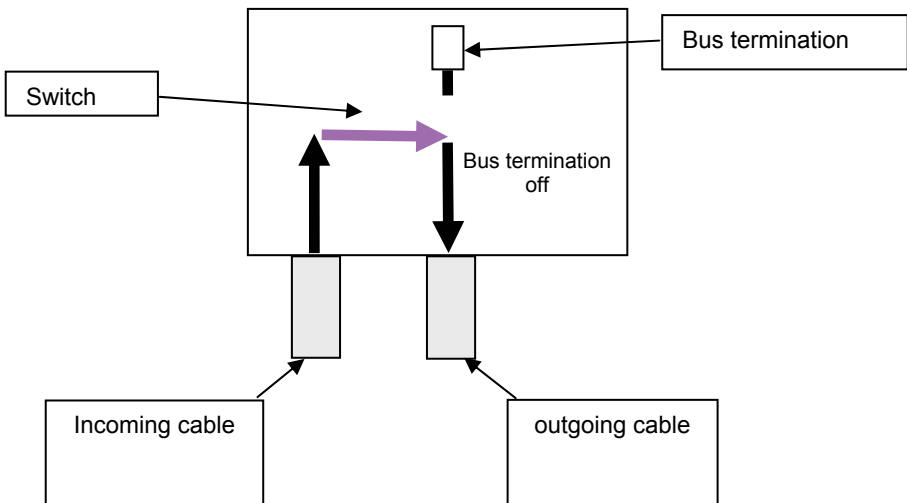 Bus termination
Switch
Bus termination
off
Incoming cable
outgoing cable